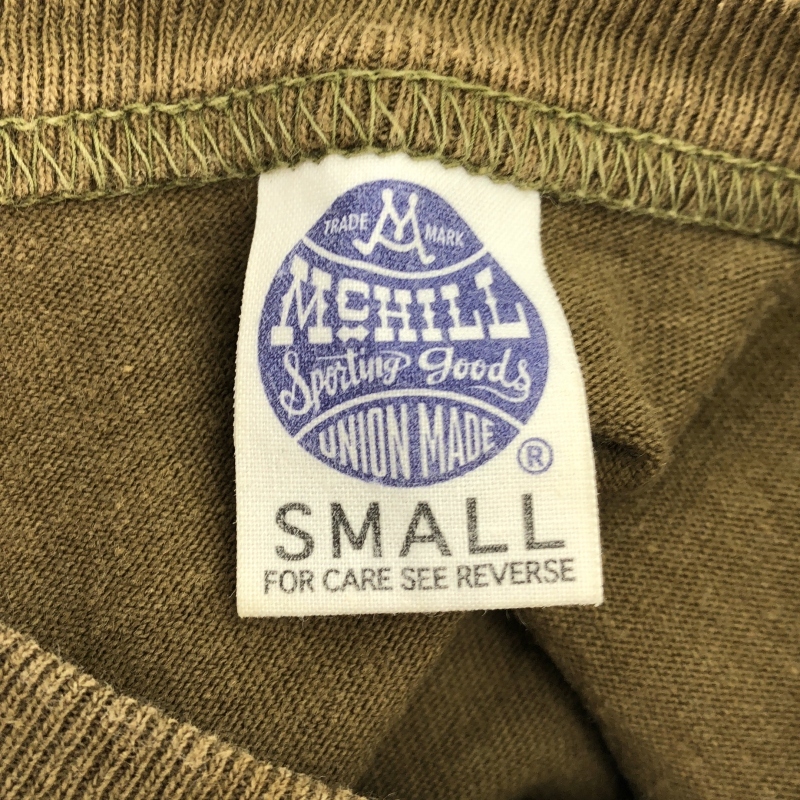 TRADE M MARK
McHILL
Sporting Goods
UNION MADE
®
SMALL
FOR CARE SEE REVERSE